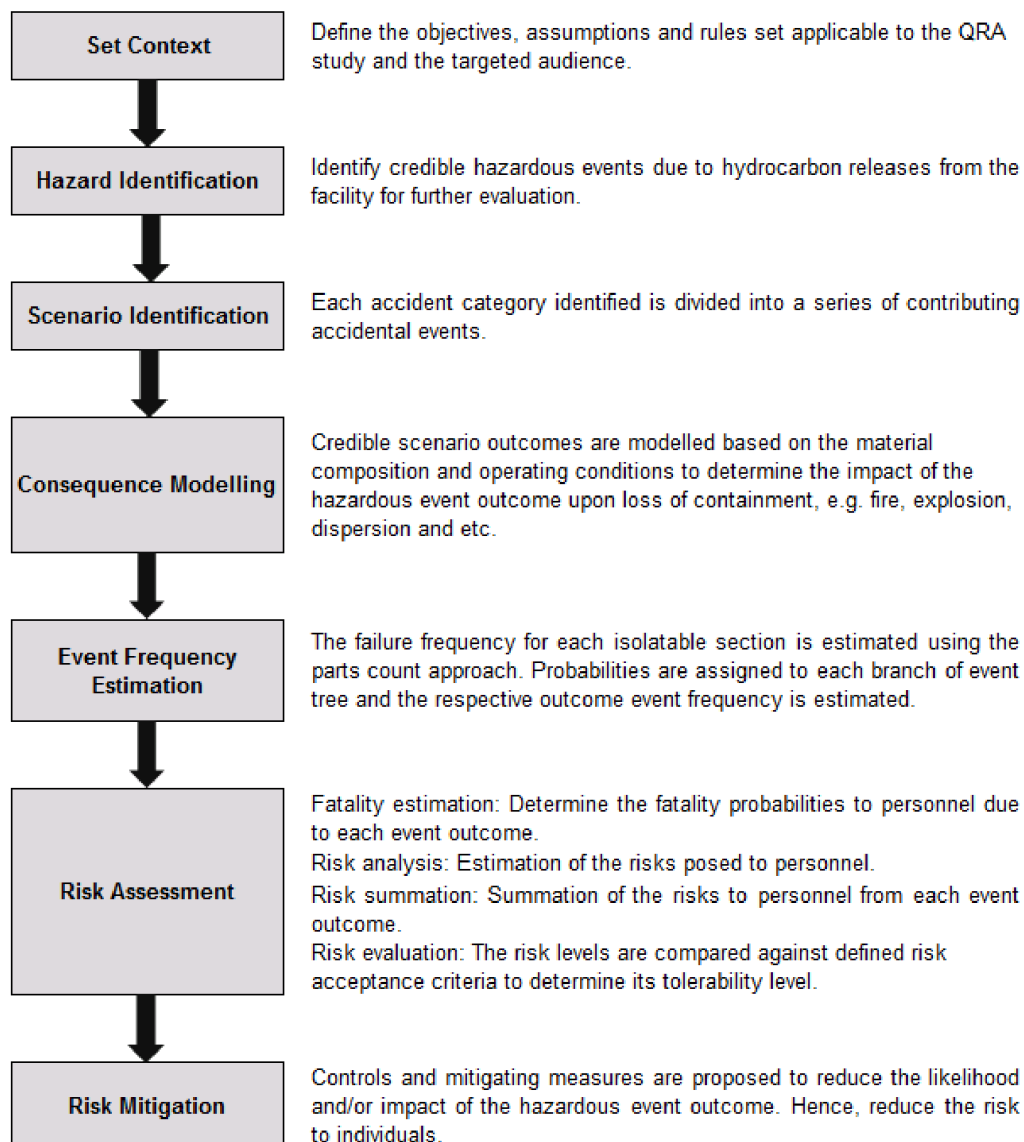 Set Context
Define the objectives, assumptions and rules set applicable to the QRA
study and the targeted audience.
Hazard Identification
Identify credible hazardous events due to hydrocarbon releases from the
facility for further evaluation.
Scenario Identification
Each accident category identified is divided into a series of contributing
accidental events.
Consequence Modelling
Credible scenario outcomes are modelled based on the material
composition and operating conditions to determine the impact of the
hazardous event outcome upon loss of containment, e.g. fire, explosion,
dispersion and etc.
Event Frequency
Estimation
The failure frequency for each isolatable section is estimated using the
parts count approach. Probabilities are assigned to each branch of event
tree and the respective outcome event frequency is estimated.
Risk Assessment
Fatality estimation: Determine the fatality probabilities to personnel due
to each event outcome.
Risk analysis: Estimation of the risks posed to personnel.
Risk summation: Summation of the risks to personnel from each event
outcome.
Risk evaluation: The risk levels are compared against defined risk
acceptance criteria to determine its tolerability level.
Risk Mitigation
Controls and mitigating measures are proposed to reduce the likelihood
and/or impact of the hazardous event outcome. Hence, reduce the risk
to individuals.